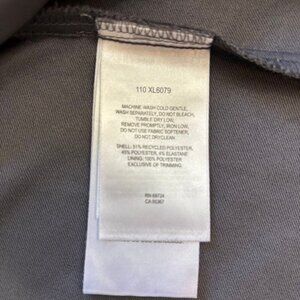 110 XL6079
MACHINE WASH COLD GENTLE,
WASH SEPARATELY, DO NOT BLEACH,
TUMBLE DRY LOW,
REMOVE PROMPTLY, IRON LOW,
DO NOT USE FABRIC SOFTENER,
DO NOT DRYCLEAN.
SHELL: 51% RECYCLED POLYESTER,
45% POLYESTER, 4% ELASTANE
LINING: 100% POLYESTER
EXCLUSIVE OF TRIMMING.
RN 69724
CA 00367